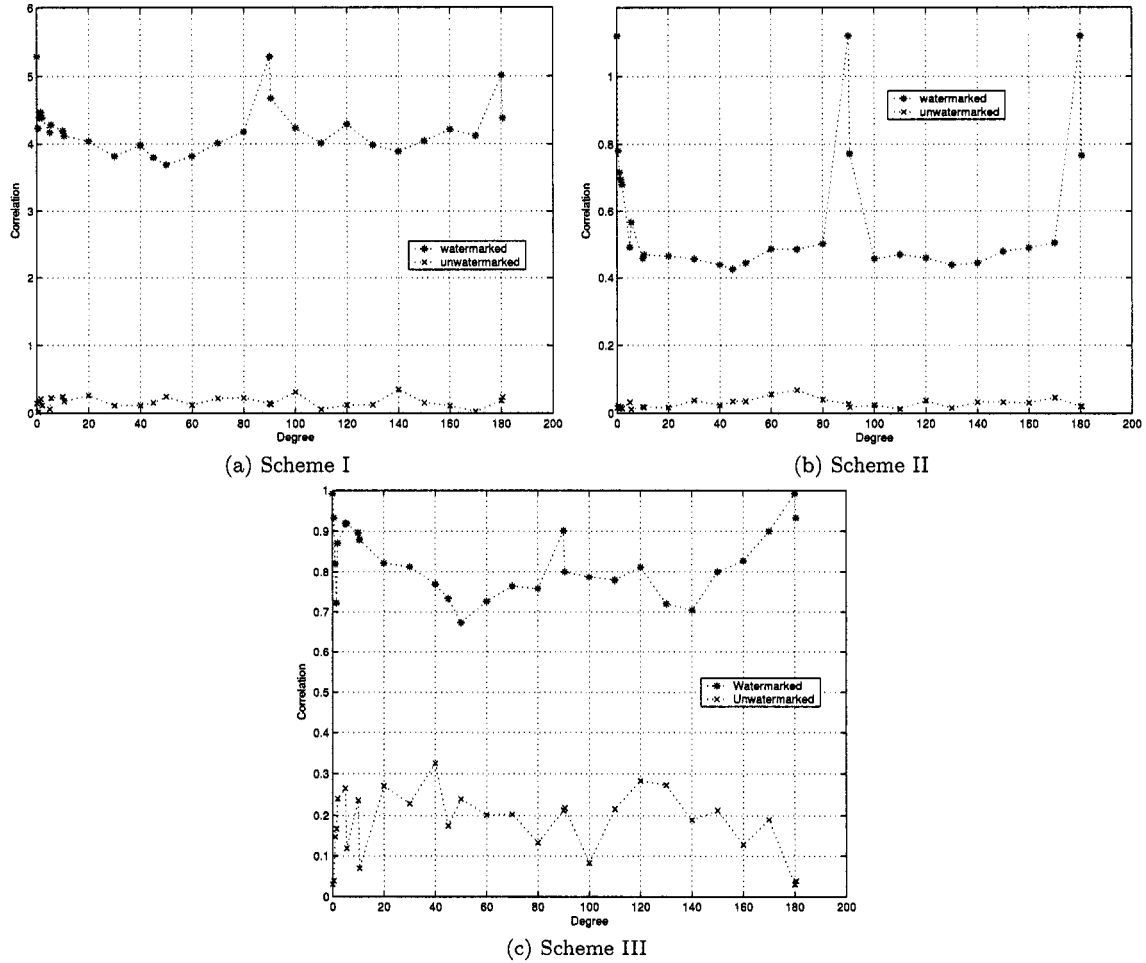 6
5
4
3
2
1
0
Correlation
watermarked
unwatermarked
0 20 40 60 80 100 120 140 160 180 200
Degree
(a) Scheme I
1
0.8
0.6
0.4
0.2
0
Correlation
watermarked
unwatermarked
0 20 40 60 80 100 120 140 160 180 200
Degree
(b) Scheme II
1
0.9
0.8
0.7
0.6
0.5
0.4
0.3
0.2
0.1
0
Correlation
Watermarked
Unwatermarked
0 20 40 60 80 100 120 140 160 180 200
Degree
(c) Scheme III